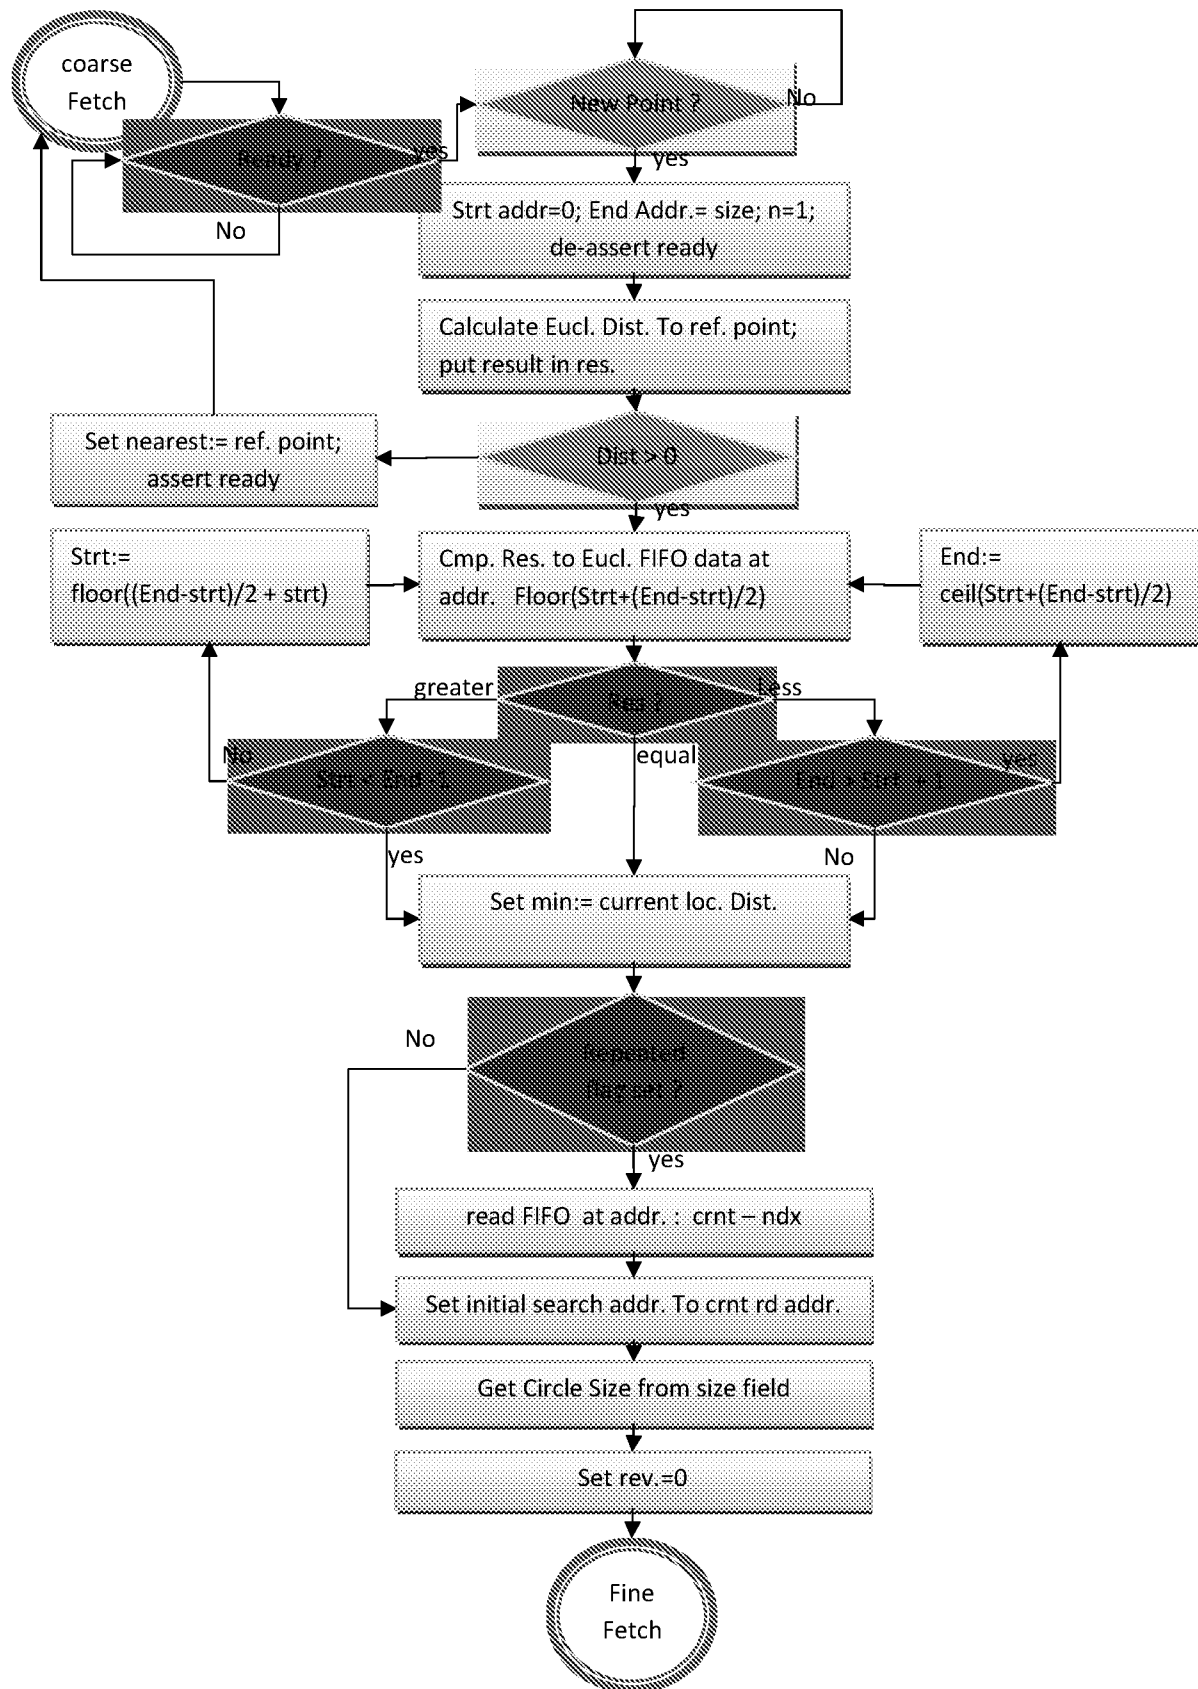 coarse
Fetch
New Point ?
No
Ready ?
yes
yes
No
Strt addr=0; End Addr.= size; n=1;
de-assert ready
Calculate Eucl. Dist. To ref. point;
put result in res.
Set nearest:= ref. point;
assert ready
Dist > 0
yes
Strt:=
floor((End-strt)/2 + strt)
Cmp. Res. to Eucl. FIFO data at
addr. Floor(Strt+(End-strt)/2)
End:=
ceil(Strt+(End-strt)/2)
greater
Less
No
equal
yes
yes
No
Set min:= current loc. Dist.
No
Repeated
flag set ?
yes
read FIFO at addr. : crnt – ndx
Set initial search addr. To crnt rd addr.
Get Circle Size from size field
Set rev.=0
Fine
Fetch